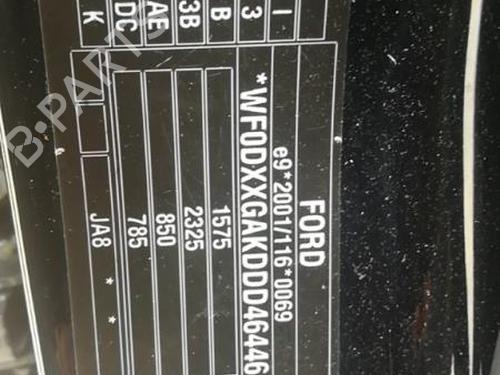 FORD
e9*2001/116*0069
*WF0DXXGAKDDD46446
1575
2325
850
785
JA8
* *
I
3
B
3B
AE
DC
K
B-PARTS